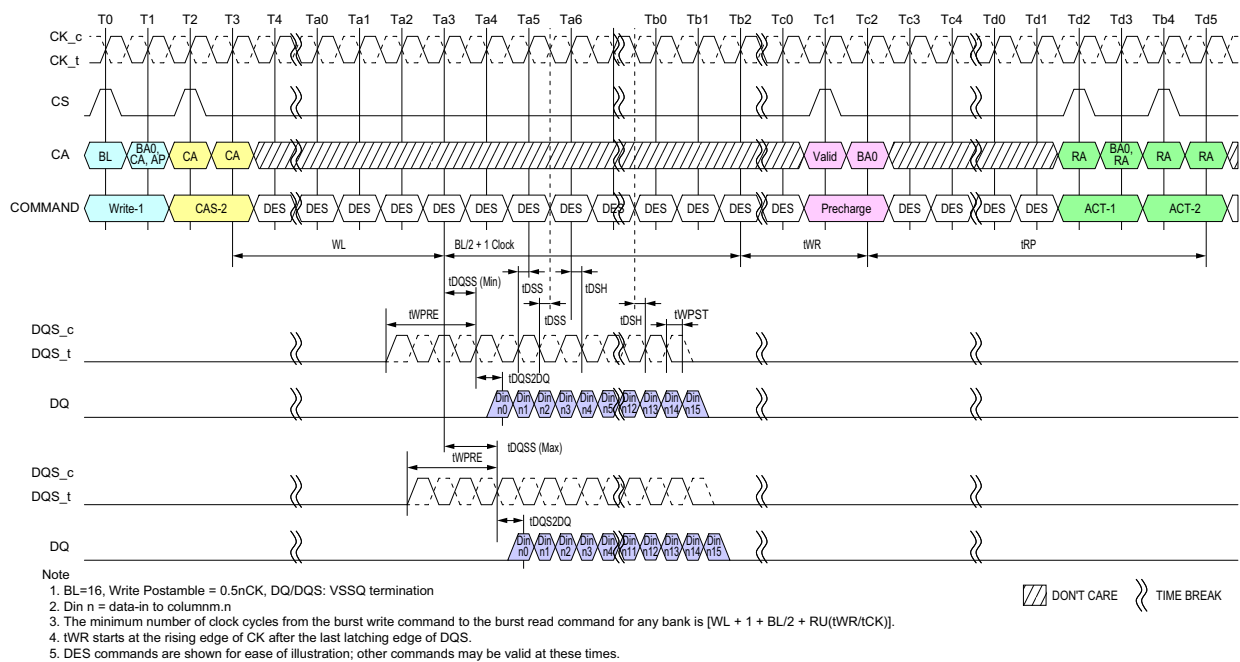 T0 T1 T2 T3 T4 Ta0 Ta1 Ta2 Ta3 Ta4 Ta5 Ta6 Tb0 Tb1 Tb2 Tc0 Tc1 Tc2 Tc3 Tc4 Td0 Td1 Td2 Td3 Tb4 Td5
CK_c
CK_t
CS
CA BL BA0, CA, AP CA CA Valid BA0 RA BA0, RA RA RA
COMMAND Write-1 CAS-2 DES DES DES DES DES DES DES DES DES DES DES DES DES Precharge DES DES DES DES ACT-1 ACT-2
WL BL/2 + 1 Clock tWR tRP
tDQSS (Min) tDSS tDSH
tDSS tDSH tWPST
tWPRE
DQS_c
DQS_t
tDQS2DQ
DQ Din n0 Din n1 Din n2 Din n3 Din n4 Din n5 Din n12 Din n13 Din n14 Din n15
tDQSS (Max)
tWPRE
DQS_c
DQS_t
tDQS2DQ
DQ Din n0 Din n1 Din n2 Din n3 Din n4 Din n11 Din n12 Din n13 Din n14 Din n15
Note
1. BL=16, Write Postamble = 0.5nCK, DQ/DQS: VSSQ termination
2. Din n = data-in to columnm.n
3. The minimum number of clock cycles from the burst write command to the burst read command for any bank is [WL + 1 + BL/2 + RU(tWR/tCK)].
4. tWR starts at the rising edge of CK after the last latching edge of DQS.
5. DES commands are shown for ease of illustration; other commands may be valid at these times.
DON'T CARE TIME BREAK